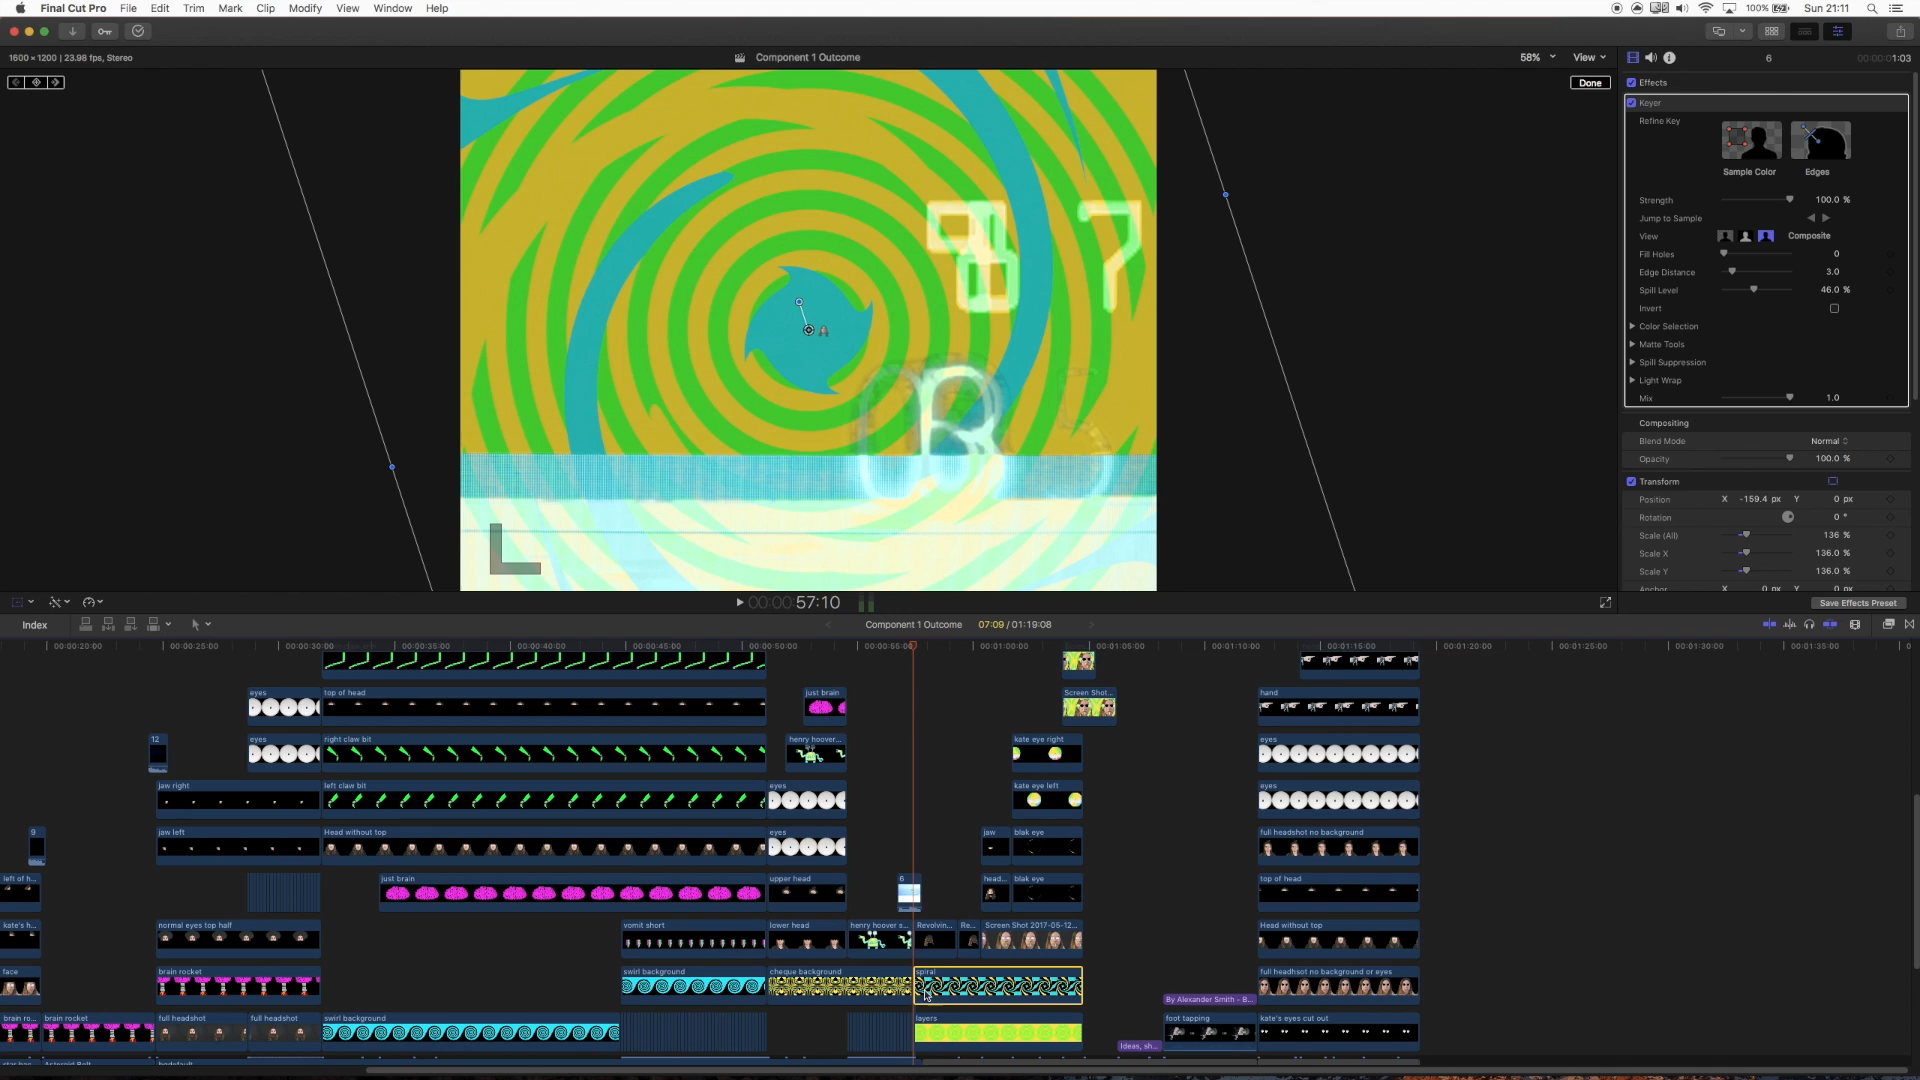 Final Cut Pro File Edit Trim Mark Clip Modify View Window Help
100% Sun 21:11
1600 × 1200 | 23.98 fps, Stereo
Component 1 Outcome
58% View
6
00:00:01:03
Done
8 7
R
Effects
Keyer
Refine Key
Sample Color Edges
Strength 100.0 %
Jump to Sample
View Composite
Fill Holes 0
Edge Distance 3.0
Spill Level 46.0 %
Invert
Color Selection
Matte Tools
Spill Suppression
Light Wrap
Mix 1.0
Compositing
Blend Mode Normal
Opacity 100.0 %
Transform
Position X -159.4 px Y 0 px
Rotation 0 °
Scale (All) 136 %
Scale X 136.0 %
Scale Y 136.0 %
Anchor X 0 px Y 0 px
00:00:57:10
Save Effects Preset
Index
Component 1 Outcome 07:09 / 01:19:08
00:00:20:00 00:00:25:00 00:00:30:00 00:00:35:00 00:00:40:00 00:00:45:00 00:00:50:00 00:00:55:00 00:01:00:00 00:01:05:00 00:01:10:00 00:01:15:00 00:01:20:00 00:01:25:00 00:01:30:00 00:01:35:00 0
eyes top of head just brain Screen Shot... hand
12 eyes right claw bit henry hoover... kate eye right eyes
jaw right left claw bit eyes kate eye left eyes
9 jaw left Head without top eyes jaw blak eye full headshot no background
left of h... just brain upper head 6 head... blak eye top of head
kate's h... normal eyes top half vomit short lower head henry hoover s... Revolvin... Re... Screen Shot 2017-05-12... Head without top
face brain rocket swirl background cheque background spiral full headhsot no background or eyes
By Alexander Smith - B...
brain ro... brain rocket full headshot full headshot swirl background layers foot tapping kate's eyes cut out
Ideas, sh...